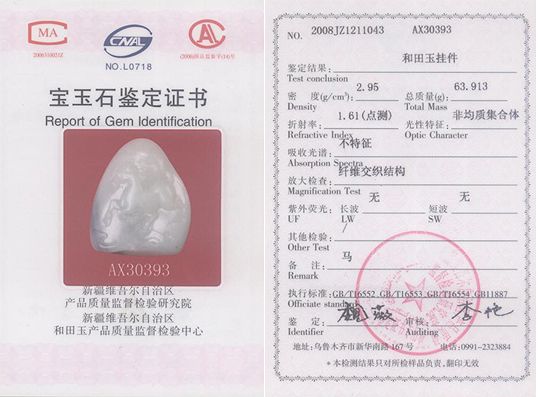 MA
2006310023Z
CNAL
NO.L0718
CAL
宝玉石鉴定证书
Report of Gem Identification
AX30393
新疆维吾尔自治区
产品质量监督检验研究院
新疆维吾尔自治区
和田玉产品质量监督检验中心
NO. 2008JZ1211043 AX30393
鉴定结果: 和田玉挂件
Test conclusion
密 度(g/cm³): 2.95 总质量(g): 63.913
Density Total Mass
折射率: 1.61(点测) 光性特征: 非均质集合体
Refractive Index Optic Character
吸收光谱: 不特征
Absorption Spectra
放大检查: 纤维交织结构
Magnification Test
紫外荧光: 长波 无 短波 无
UF LW SW
其他检验: /
Other Test
备 注: 马
Remark
执行标准: GB/T16552 GB/T16553 GB/T16554 GB11887
Officiate standard
鉴 定: 审核:
Identifier Auditing
地址:乌鲁木齐市新华南路167号 电话:0991-2323884
*本检测结果只对所检样品负责,翻印无效